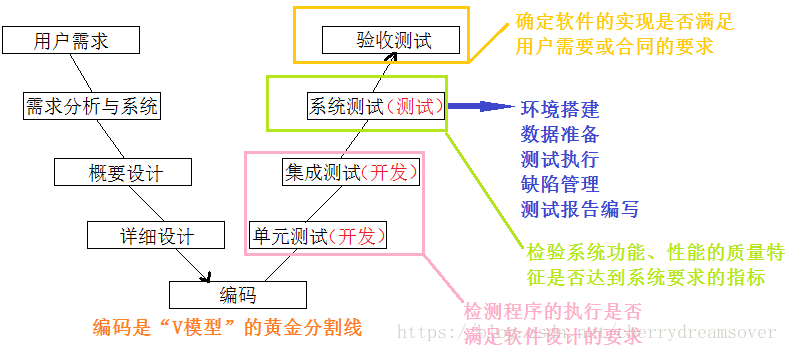 用户需求
需求分析与系统
概要设计
详细设计
编码
编码是“V模型”的黄金分割线
单元测试(开发)
集成测试(开发)
系统测试(测试)
验收测试
确定软件的实现是否满足
用户需要或合同的要求
环境搭建
数据准备
测试执行
缺陷管理
测试报告编写
检验系统功能、性能的质量特
征是否达到系统要求的指标
检测程序的执行是否
满足软件设计的要求